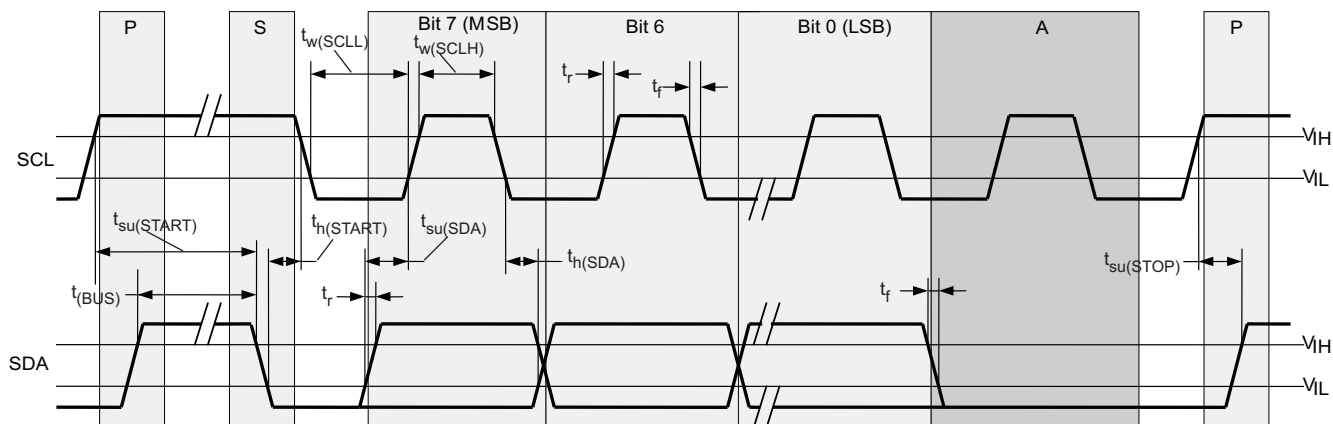 P
S
Bit 7 (MSB)
Bit 6
Bit 0 (LSB)
A
P
tw(SCLL)
tw(SCLH)
tr
tf
SCL
VIH
VIL
tsu(START)
th(START)
tsu(SDA)
th(SDA)
tsu(STOP)
t(BUS)
tr
tf
SDA
VIH
VIL